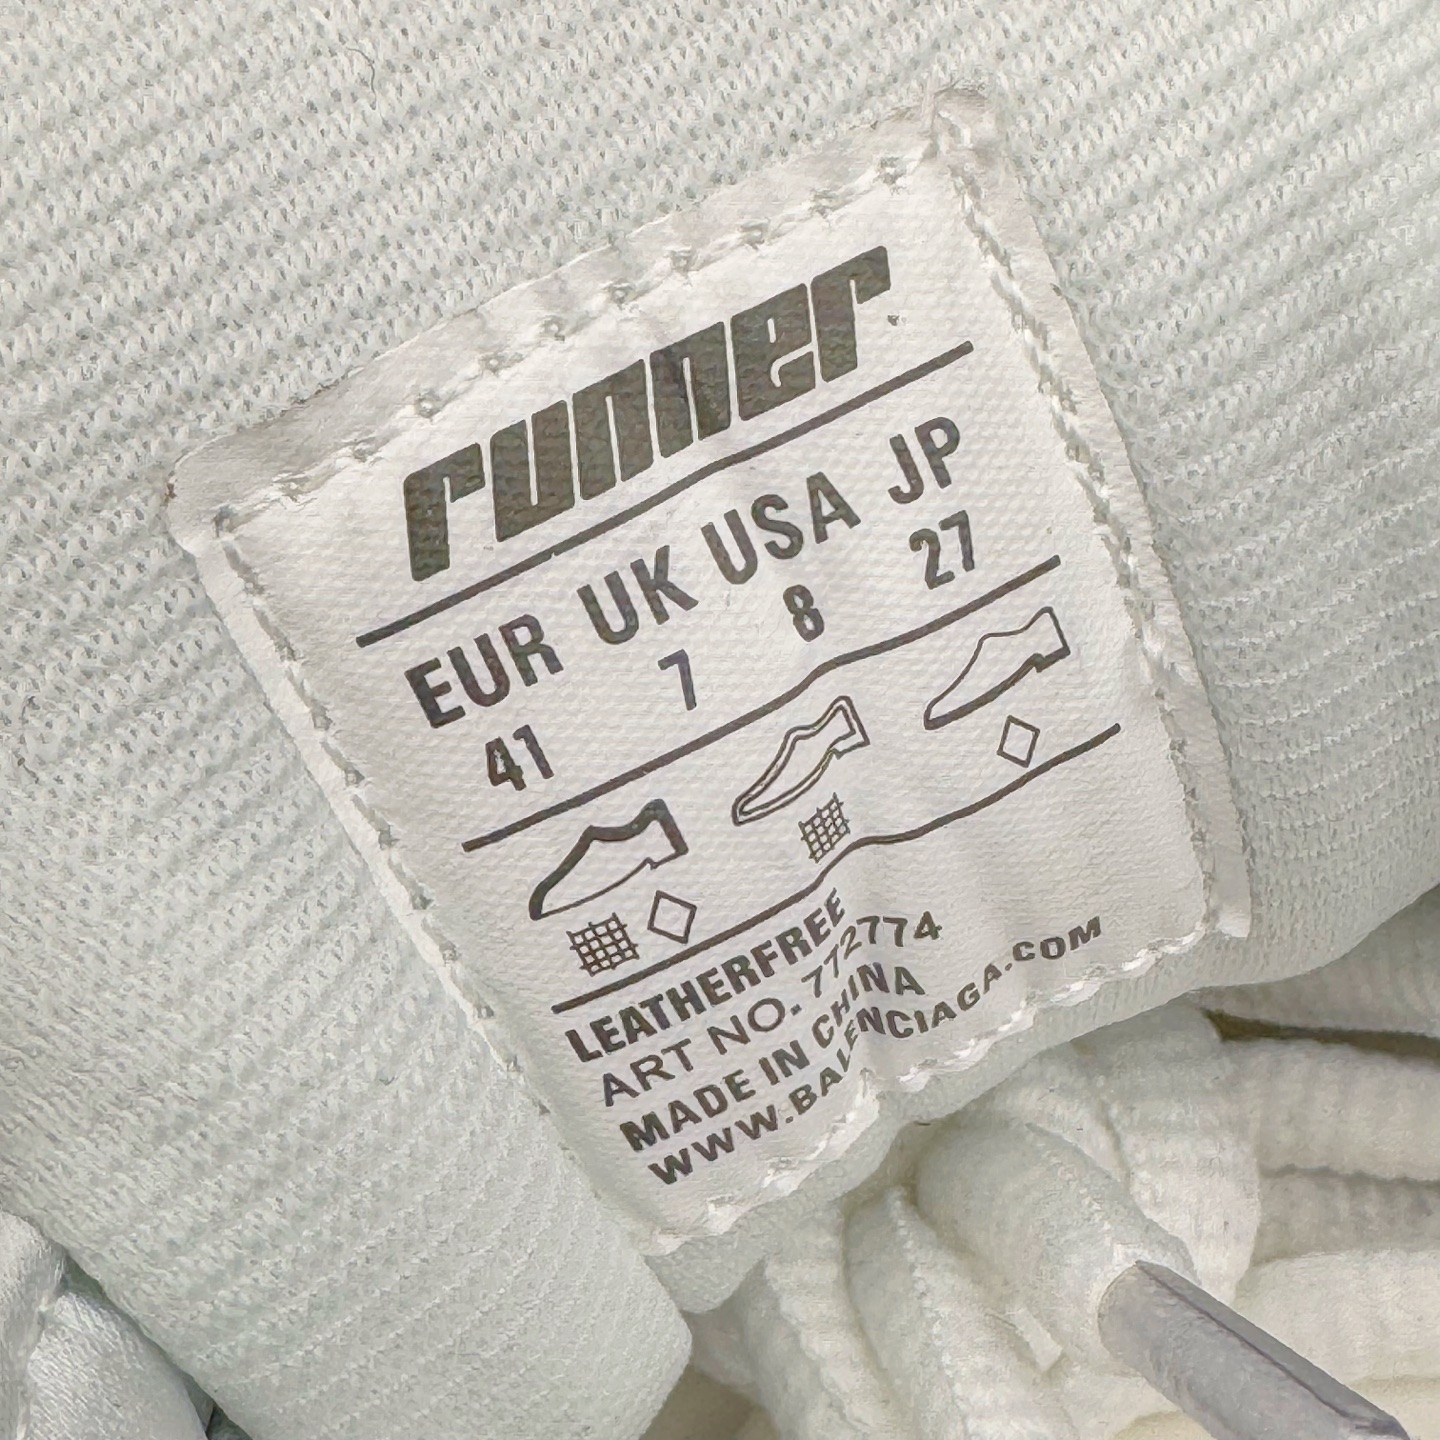 runner
EUR UK USA JP
41 7 8 27
LEATHERFREE
ART NO. 772774
MADE IN CHINA
WWW.BALENCIAGA.COM